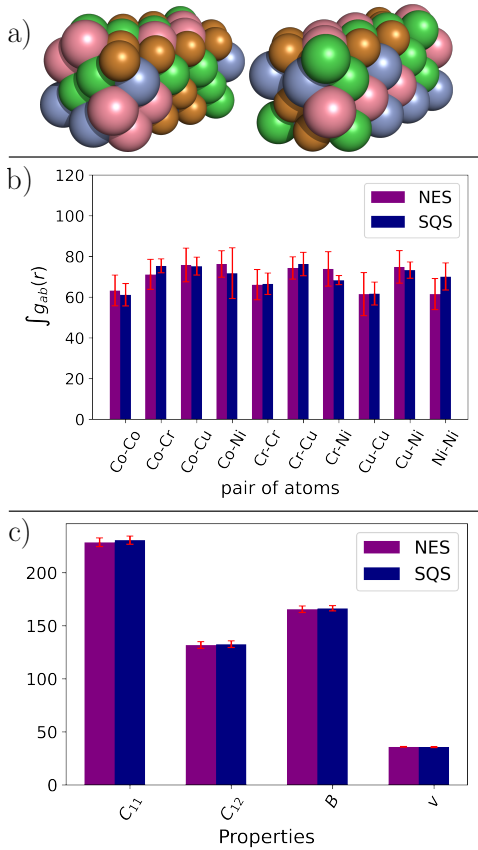 a)
b)
120
100
80
60
40
20
0
∫ g_ab(r)
NES
SQS
Co-Co
Co-Cr
Co-Cu
Co-Ni
Cr-Cr
Cr-Cu
Cr-Ni
Cu-Cu
Cu-Ni
Ni-Ni
pair of atoms
c)
200
150
100
50
0
NES
SQS
C₁₁
C₁₂
B
ν
Properties